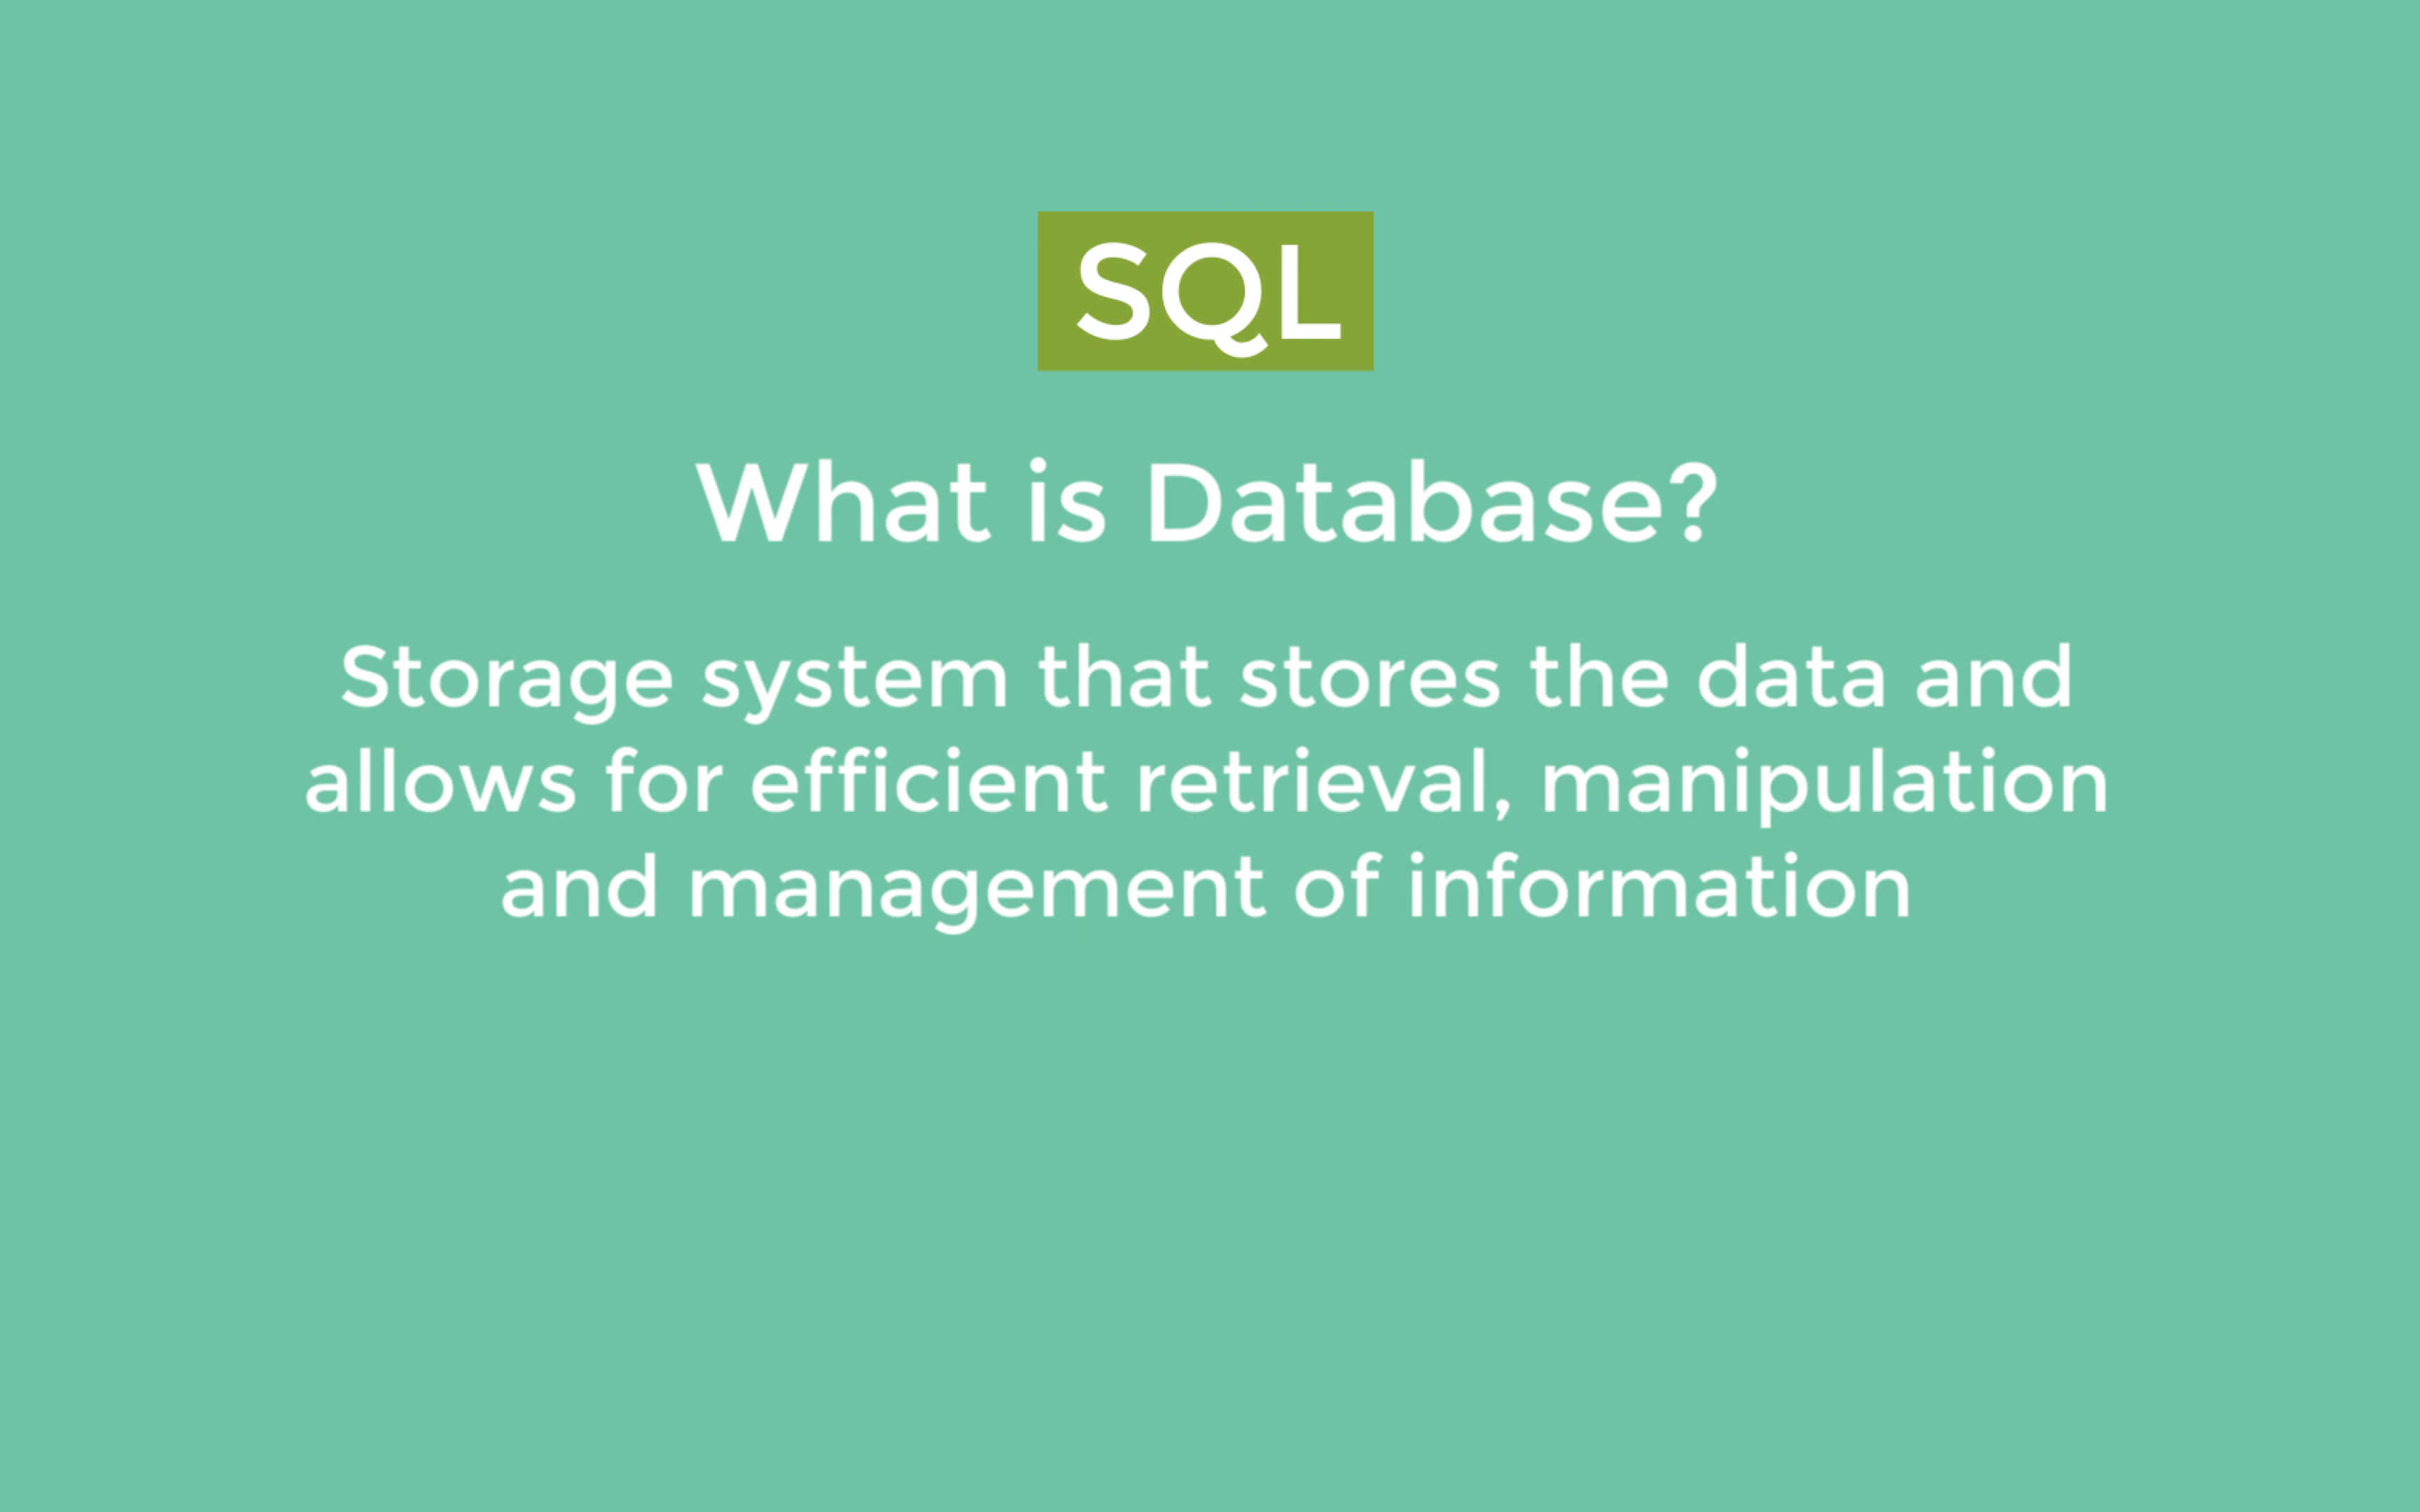 SQL
What is Database?
Storage system that stores the data and
allows for efficient retrieval, manipulation
and management of information